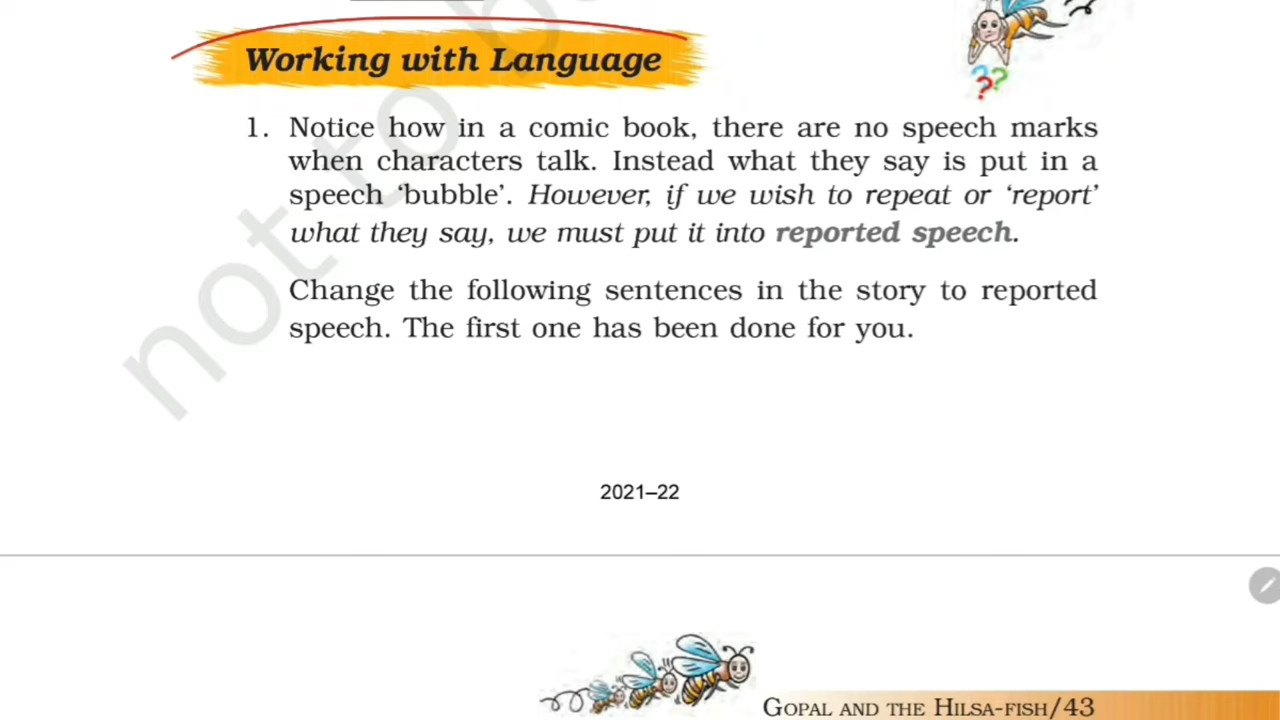 Working with Language
??
1. Notice how in a comic book, there are no speech marks
when characters talk. Instead what they say is put in a
speech ‘bubble’. However, if we wish to repeat or ‘report’
what they say, we must put it into reported speech.
Change the following sentences in the story to reported
speech. The first one has been done for you.
not to b
2021–22
GOPAL AND THE HILSA-FISH/43